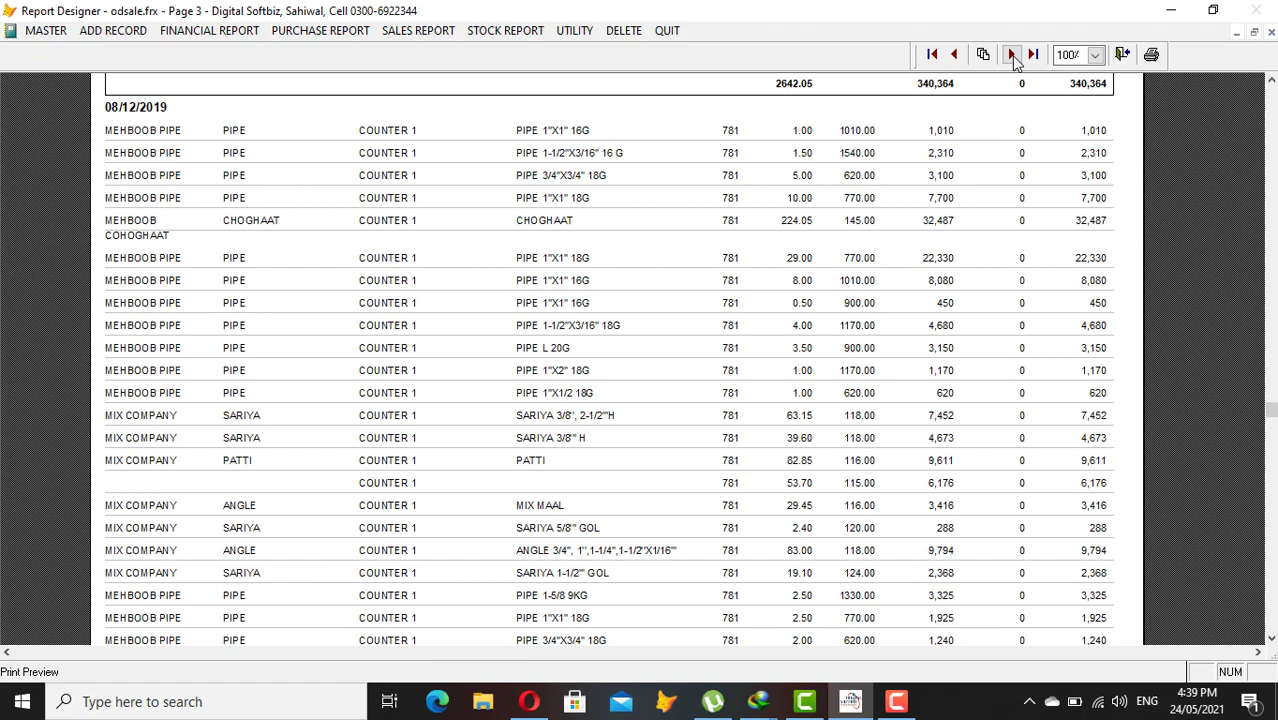 Report Designer - odsale.frx - Page 3 - Digital Softbiz, Sahiwal, Cell 0300-6922344
MASTER ADD RECORD FINANCIAL REPORT PURCHASE REPORT SALES REPORT STOCK REPORT UTILITY DELETE QUIT
100%
2642.05 340,364 0 340,364
08/12/2019
MEHBOOB PIPE PIPE COUNTER 1 PIPE 1"X1" 16G 781 1.00 1010.00 1,010 0 1,010
MEHBOOB PIPE PIPE COUNTER 1 PIPE 1-1/2"X3/16" 16 G 781 1.50 1540.00 2,310 0 2,310
MEHBOOB PIPE PIPE COUNTER 1 PIPE 3/4"X3/4" 18G 781 5.00 620.00 3,100 0 3,100
MEHBOOB PIPE PIPE COUNTER 1 PIPE 1"X1" 18G 781 10.00 770.00 7,700 0 7,700
MEHBOOB CHOGHAAT COUNTER 1 CHOGHAAT 781 224.05 145.00 32,487 0 32,487
COHOGHAAT
MEHBOOB PIPE PIPE COUNTER 1 PIPE 1"X1" 18G 781 29.00 770.00 22,330 0 22,330
MEHBOOB PIPE PIPE COUNTER 1 PIPE 1"X1" 16G 781 8.00 1010.00 8,080 0 8,080
MEHBOOB PIPE PIPE COUNTER 1 PIPE 1"X1" 16G 781 0.50 900.00 450 0 450
MEHBOOB PIPE PIPE COUNTER 1 PIPE 1-1/2"X3/16" 18G 781 4.00 1170.00 4,680 0 4,680
MEHBOOB PIPE PIPE COUNTER 1 PIPE L 20G 781 3.50 900.00 3,150 0 3,150
MEHBOOB PIPE PIPE COUNTER 1 PIPE 1"X2" 18G 781 1.00 1170.00 1,170 0 1,170
MEHBOOB PIPE PIPE COUNTER 1 PIPE 1"X1/2 18G 781 1.00 620.00 620 0 620
MIX COMPANY SARIYA COUNTER 1 SARIYA 3/8", 2-1/2"'H 781 63.15 118.00 7,452 0 7,452
MIX COMPANY SARIYA COUNTER 1 SARIYA 3/8"' H 781 39.60 118.00 4,673 0 4,673
MIX COMPANY PATTI COUNTER 1 PATTI 781 82.85 116.00 9,611 0 9,611
COUNTER 1 781 53.70 115.00 6,176 0 6,176
MIX COMPANY ANGLE COUNTER 1 MIX MAAL 781 29.45 116.00 3,416 0 3,416
MIX COMPANY SARIYA COUNTER 1 SARIYA 5/8"' GOL 781 2.40 120.00 288 0 288
MIX COMPANY ANGLE COUNTER 1 ANGLE 3/4", 1'',1-1/4",1-1/2"X1/16"' 781 83.00 118.00 9,794 0 9,794
MIX COMPANY SARIYA COUNTER 1 SARIYA 1-1/2"' GOL 781 19.10 124.00 2,368 0 2,368
MEHBOOB PIPE PIPE COUNTER 1 PIPE 1-5/8 9KG 781 2.50 1330.00 3,325 0 3,325
MEHBOOB PIPE PIPE COUNTER 1 PIPE 1"X1" 18G 781 2.50 770.00 1,925 0 1,925
MEHBOOB PIPE PIPE COUNTER 1 PIPE 3/4"X3/4" 18G 781 2.00 620.00 1,240 0 1,240
Print Preview NUM
Type here to search ENG 4:39 PM
24/05/2021
1